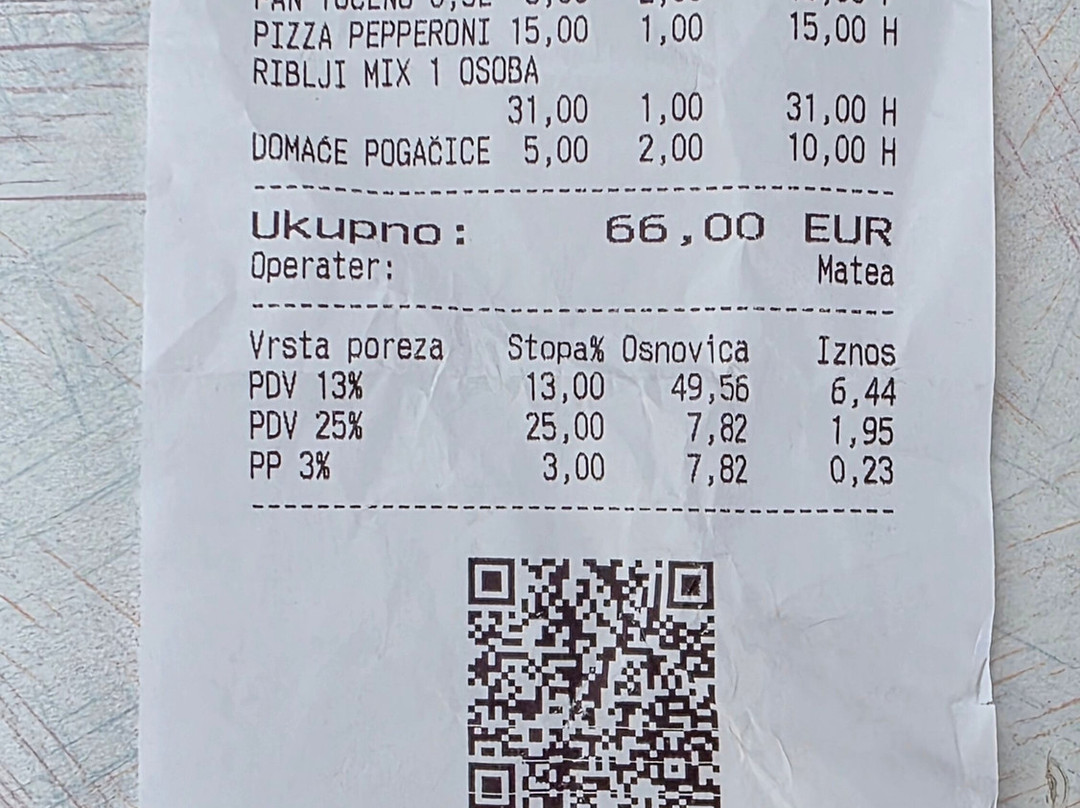 PIZZA PEPPERONI 15,00 1,00 15,00 H
RIBLJI MIX 1 OSOBA
31,00 1,00 31,00 H
DOMAĆE POGAČICE 5,00 2,00 10,00 H
Ukupno: 66,00 EUR
Operater: Matea
Vrsta poreza Stopa% Osnovica Iznos
PDV 13% 13,00 49,56 6,44
PDV 25% 25,00 7,82 1,95
PP 3% 3,00 7,82 0,23